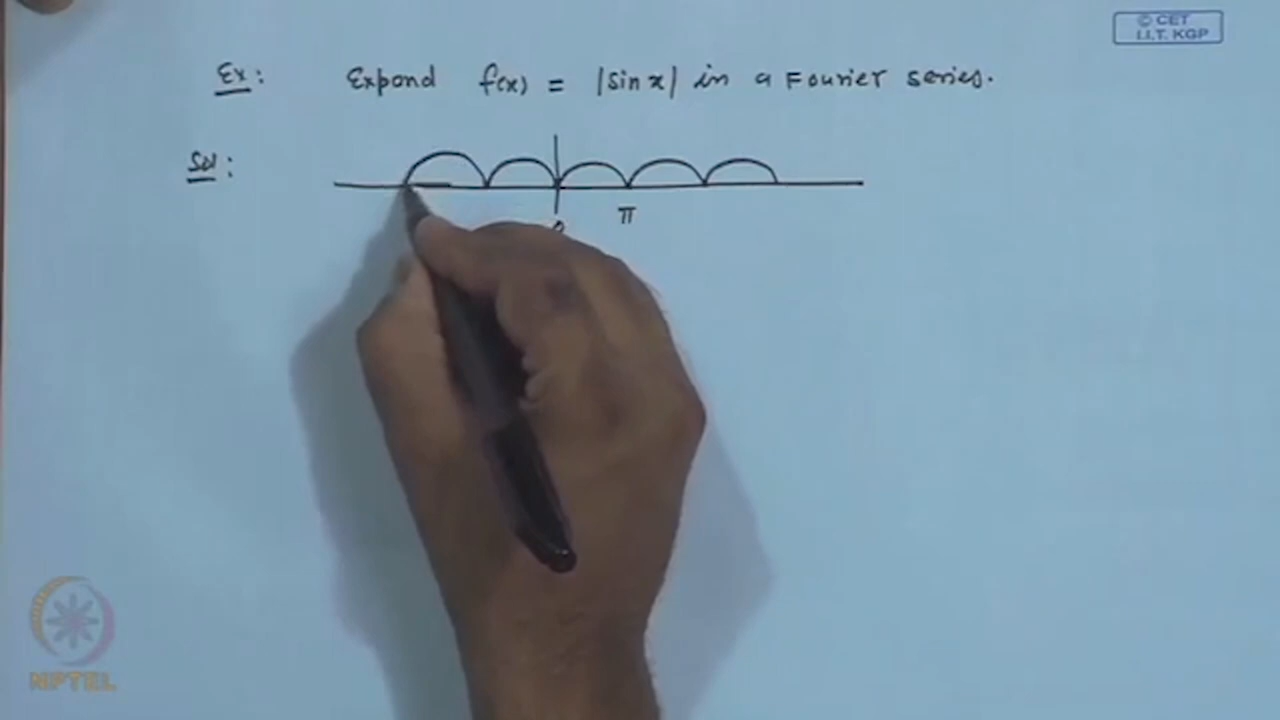 © CET
I.I.T. KGP
Ex: Expand f(x) = |sin x| in a Fourier series.
Sol:
π
NPTEL